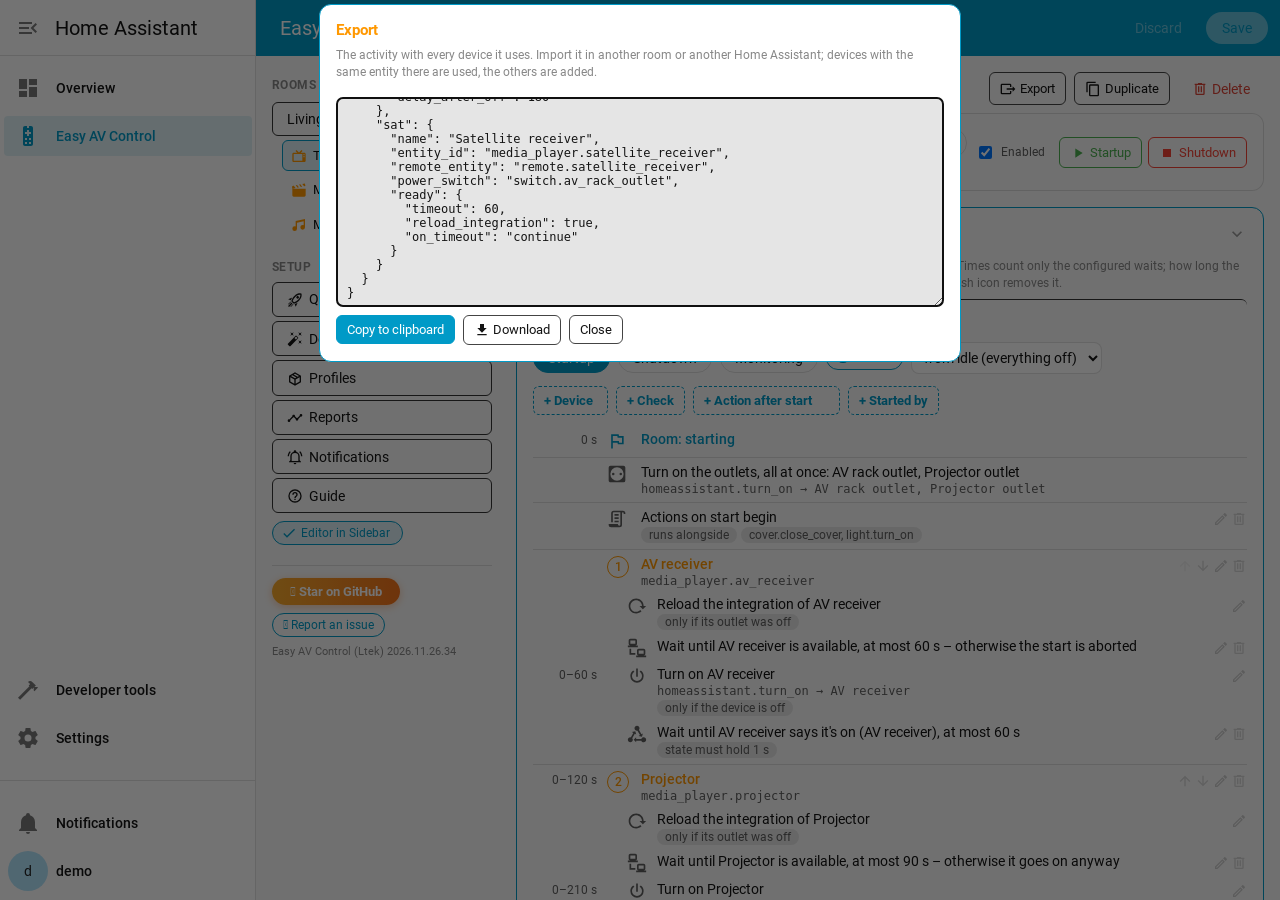 Home Assistant
Overview
Easy AV Control
Developer tools
Settings
Notifications
d
demo
Easy
Discard
Save
ROOMS
Living
T
M
M
SETUP
Q
D
Profiles
Reports
Notifications
Guide
Editor in Sidebar
Star on GitHub
Report an issue
Easy AV Control (Ltek) 2026.11.26.34
Export
The activity with every device it uses. Import it in another room or another Home Assistant; devices with the
same entity there are used, the others are added.
"delay_after_off": 180
},
"sat": {
"name": "Satellite receiver",
"entity_id": "media_player.satellite_receiver",
"remote_entity": "remote.satellite_receiver",
"power_switch": "switch.av_rack_outlet",
"ready": {
"timeout": 60,
"reload_integration": true,
"on_timeout": "continue"
}
}
}
}
Copy to clipboard
Download
Close
Export
Duplicate
Delete
Enabled
Startup
Shutdown
Times count only the configured waits; how long the
sh icon removes it.
idle (everything off)
+ Device
+ Check
+ Action after start
+ Started by
0 s
Room: starting
Turn on the outlets, all at once: AV rack outlet, Projector outlet
homeassistant.turn_on → AV rack outlet, Projector outlet
Actions on start begin
runs alongside
cover.close_cover, light.turn_on
1
AV receiver
media_player.av_receiver
Reload the integration of AV receiver
only if its outlet was off
Wait until AV receiver is available, at most 60 s – otherwise the start is aborted
0–60 s
Turn on AV receiver
homeassistant.turn_on → AV receiver
only if the device is off
Wait until AV receiver says it's on (AV receiver), at most 60 s
state must hold 1 s
0–120 s
2
Projector
media_player.projector
Reload the integration of Projector
only if its outlet was off
Wait until Projector is available, at most 90 s – otherwise it goes on anyway
0–210 s
Turn on Projector